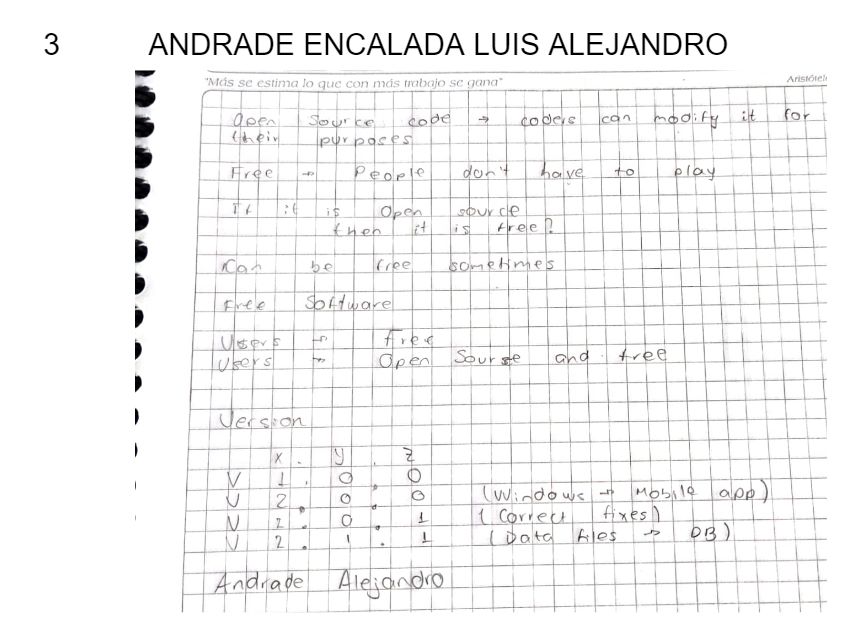 3 ANDRADE ENCALADA LUIS ALEJANDRO
"Más se estima lo que con más trabajo se gana" Aristótel
Open Source code → coders can modify it for
their purposes
Free → People don't have to play
If it is Open source
then it is free?
Can be free sometimes
Free Software
Users → Free
Users → Open Sourse and free
Version
x . y . z
V 1 . 0 . 0
V 2 . 0 . 0 (Windows → Mobile app)
V 2 . 0 . 1 (Correct fixes)
V 2 . 1 . 1 (Data files → DB)
Andrade Alejandro